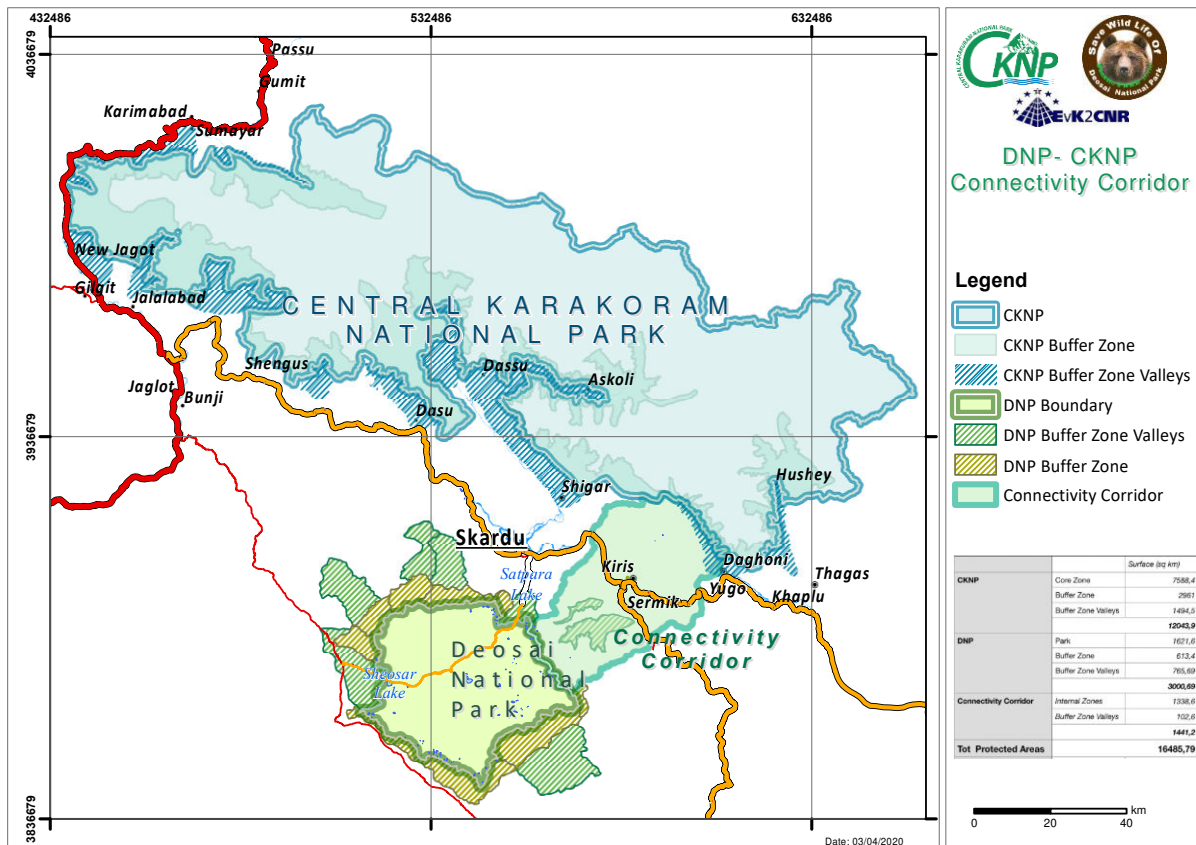 432486
532486
632486
4036679
3936679
3836679
Passu
Gumit
Karimabad
Sumayar
New Jagot
Gilgit
Jalalabad
CENTRAL KARAKORAM
NATIONAL PARK
Shengus
Dassu
Askoli
Jaglot
Bunji
Dasu
Hushey
Shigar
Skardu
Satpara
Lake
Kiris
Daghoni
Thagas
Yugo
Khaplu
Sermik
Connectivity
Corridor
Deosai
National
Park
Sheosar
Lake
Date: 03/04/2020
CENTRAL KARAKURAM NATIONAL PARK
CKNP
Save Wild Life Of
Deosai National Park
EvK2CNR
DNP- CKNP
Connectivity Corridor
Legend
CKNP
CKNP Buffer Zone
CKNP Buffer Zone Valleys
DNP Boundary
DNP Buffer Zone Valleys
DNP Buffer Zone
Connectivity Corridor
Surface (sq km)
CKNP Core Zone 7588,4
Buffer Zone 2961
Buffer Zone Valleys 1494,5
12043,9
DNP Park 1621,6
Buffer Zone 613,4
Buffer Zone Valleys 765,69
3000,69
Connectivity Corridor Internal Zones 1338,6
Buffer Zone Valleys 102,6
1441,2
Tot Protected Areas 16485,79
km
0 20 40